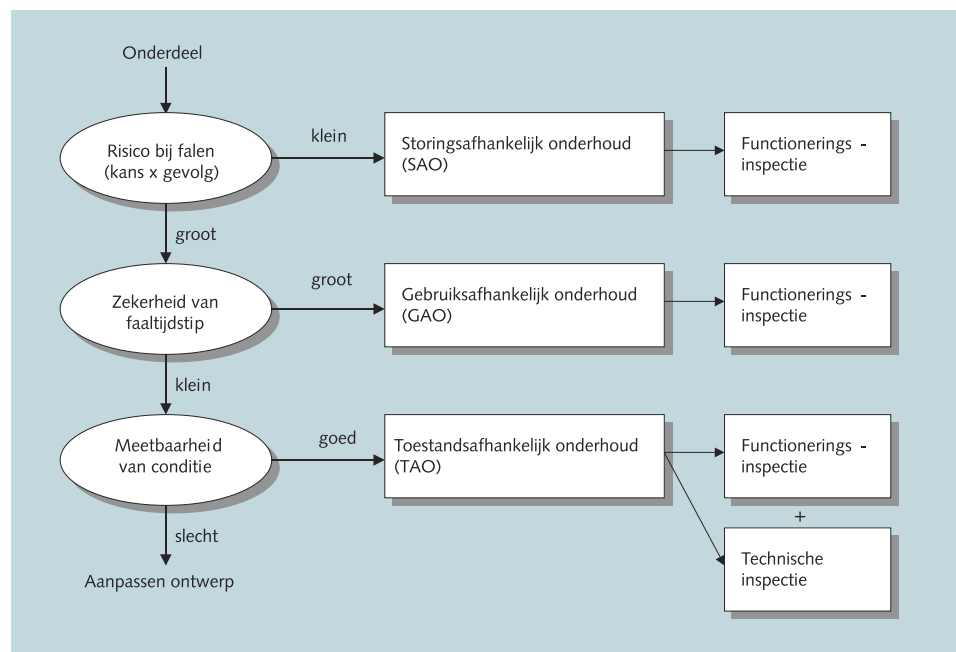 Onderdeel
Risico bij falen
(kans x gevolg)
klein
Storingsafhankelijk onderhoud
(SAO)
Functionerings -
inspectie
groot
Zekerheid van
faaltijdstip
groot
Gebruiksafhankelijk onderhoud
(GAO)
Functionerings -
inspectie
klein
Meetbaarheid
van conditie
goed
Toestandsafhankelijk onderhoud
(TAO)
Functionerings -
inspectie
+
Technische
inspectie
slecht
Aanpassen ontwerp